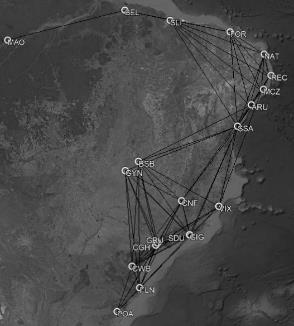 BEL
MAO
SLZ
FOR
NAT
REC
MCZ
ARU
SSA
BSB
GYN
CNF
VIX
GRU
SDU
GIG
CGH
CWB
FLN
POA